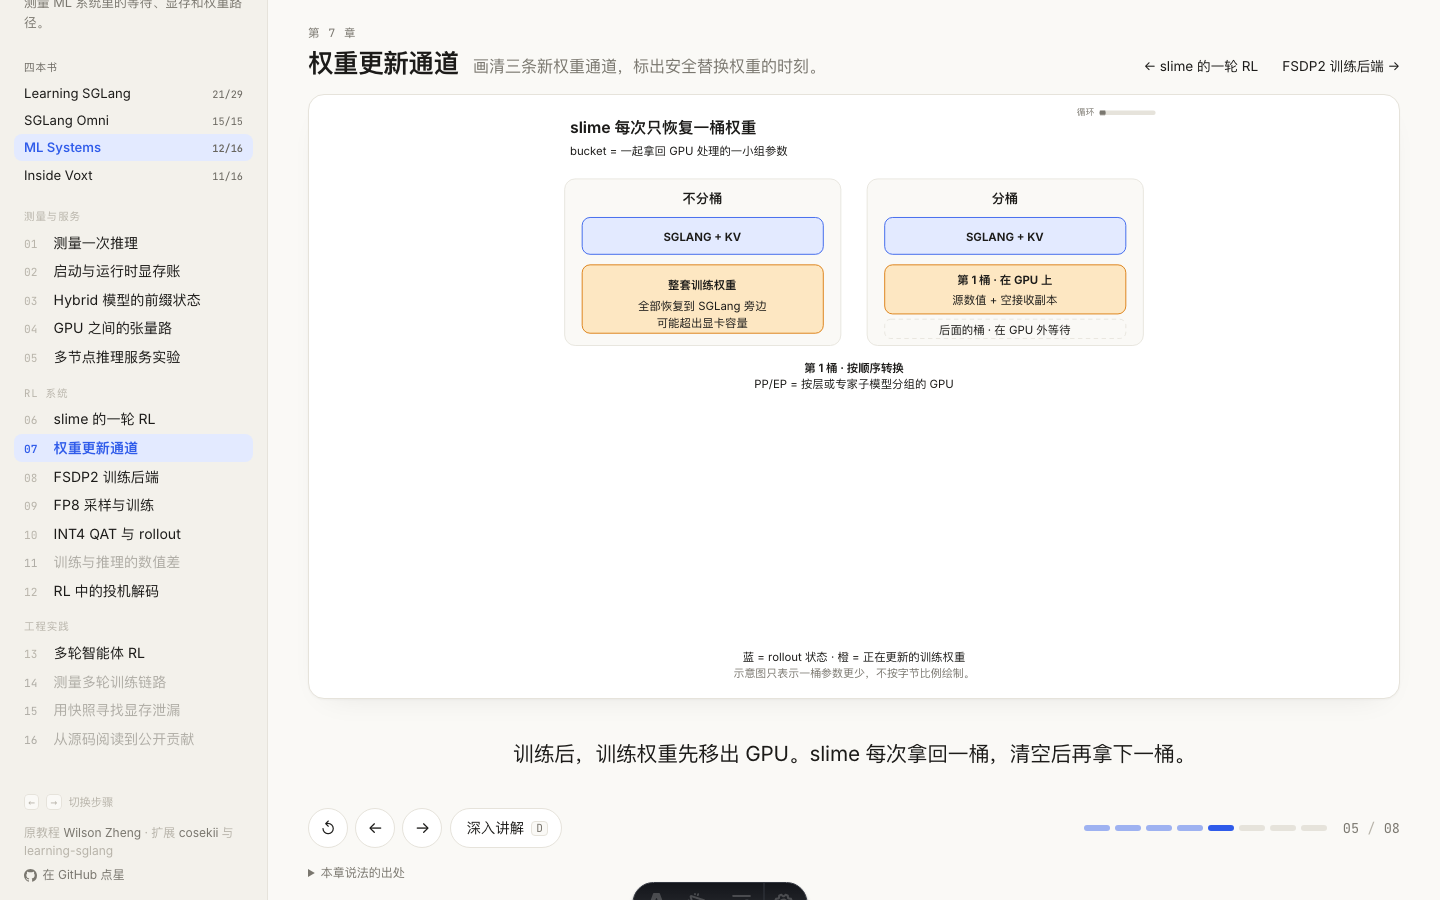 测量 ML 系统里的等待、显存和权重路
径。
四本书
Learning SGLang 21/29
SGLang Omni 15/15
ML Systems 12/16
Inside Voxt 11/16
测量与服务
01 测量一次推理
02 启动与运行时显存账
03 Hybrid 模型的前缀状态
04 GPU 之间的张量路
05 多节点推理服务实验
RL 系统
06 slime 的一轮 RL
07 权重更新通道
08 FSDP2 训练后端
09 FP8 采样与训练
10 INT4 QAT 与 rollout
11 训练与推理的数值差
12 RL 中的投机解码
工程实践
13 多轮智能体 RL
14 测量多轮训练链路
15 用快照寻找显存泄漏
16 从源码阅读到公开贡献
← → 切换步骤
原教程 Wilson Zheng · 扩展 cosekii 与
learning-sglang
在 GitHub 点星
第 7 章
权重更新通道 画清三条新权重通道，标出安全替换权重的时刻。
← slime 的一轮 RL FSDP2 训练后端 →
循环
slime 每次只恢复一桶权重
bucket = 一起拿回 GPU 处理的一小组参数
不分桶
SGLANG + KV
整套训练权重
全部恢复到 SGLang 旁边
可能超出显卡容量
分桶
SGLANG + KV
第 1 桶 · 在 GPU 上
源数值 + 空接收副本
后面的桶 · 在 GPU 外等待
第 1 桶 · 按顺序转换
PP/EP = 按层或专家子模型分组的 GPU
蓝 = rollout 状态 · 橙 = 正在更新的训练权重
示意图只表示一桶参数更少，不按字节比例绘制。
训练后，训练权重先移出 GPU。slime 每次拿回一桶，清空后再拿下一桶。
← → 深入讲解 D
05 / 08
▶ 本章说法的出处